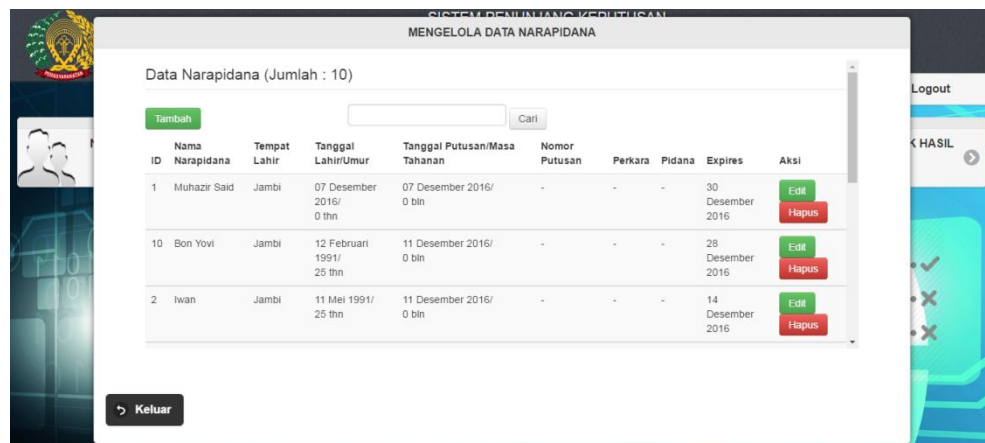 SISTEM PENUNJANG KEPUTUSAN
MENGELOLA DATA NARAPIDANA
Data Narapidana (Jumlah : 10)
Logout
Tambah
Cari
K HASIL
ID Nama Narapidana Tempat Lahir Tanggal Lahir/Umur Tanggal Putusan/Masa Tahanan Nomor Putusan Perkara Pidana Expires Aksi
1 Muhazir Said Jambi 07 Desember 2016/ 0 thn 07 Desember 2016/ 0 bln - - - 30 Desember 2016 Edit Hapus
10 Bon Yovi Jambi 12 Februari 1991/ 25 thn 11 Desember 2016/ 0 bln - - - 28 Desember 2016 Edit Hapus
2 Iwan Jambi 11 Mei 1991/ 25 thn 11 Desember 2016/ 0 bln - - - 14 Desember 2016 Edit Hapus
Keluar